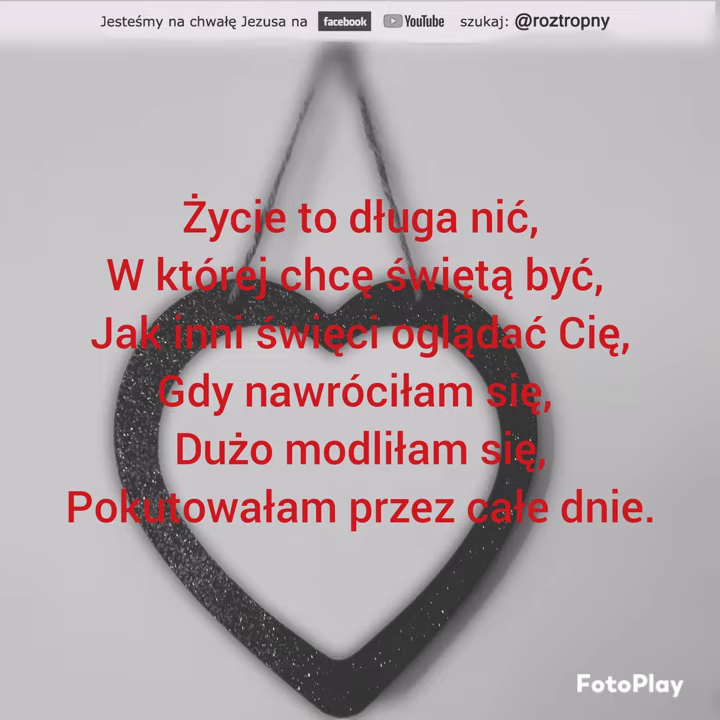 Jesteśmy na chwałę Jezusa na facebook YouTube szukaj: @roztropny
Życie to długa nić,
W której chcę świętą być,
Jak inni święci oglądać Cię,
Gdy nawróciłam się,
Dużo modliłam się,
Pokutowałam przez całe dnie.
FotoPlay